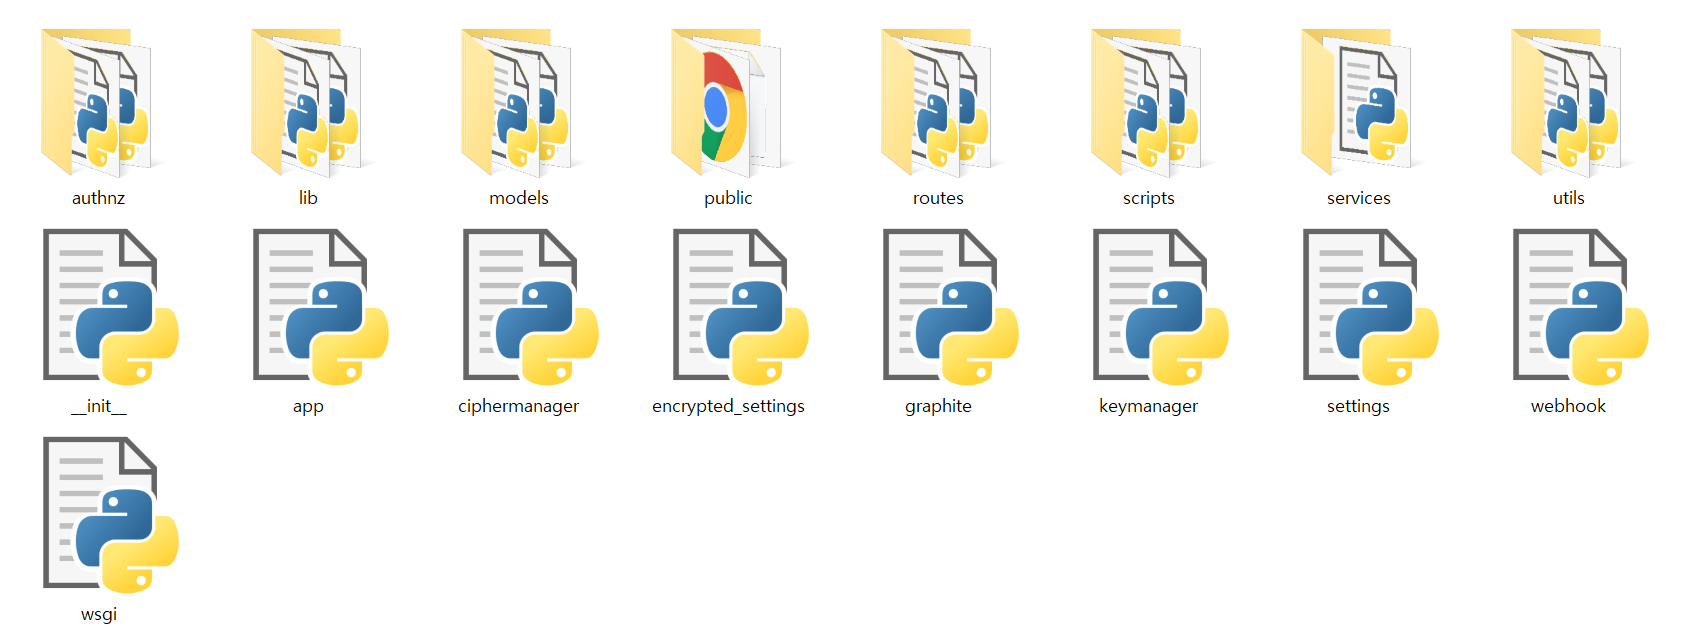 authnz
lib
models
public
routes
scripts
services
utils
__init__
app
ciphermanager
encrypted_settings
graphite
keymanager
settings
webhook
wsgi